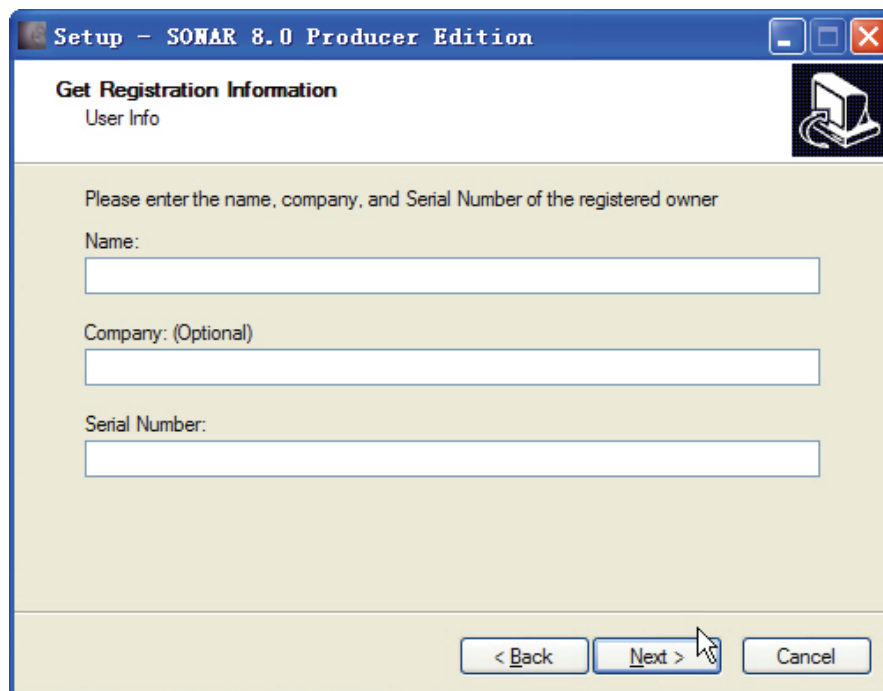 Setup - SONAR 8.0 Producer Edition
Get Registration Information
User Info
Please enter the name, company, and Serial Number of the registered owner
Name:
Company: (Optional)
Serial Number:
< Back Next > Cancel